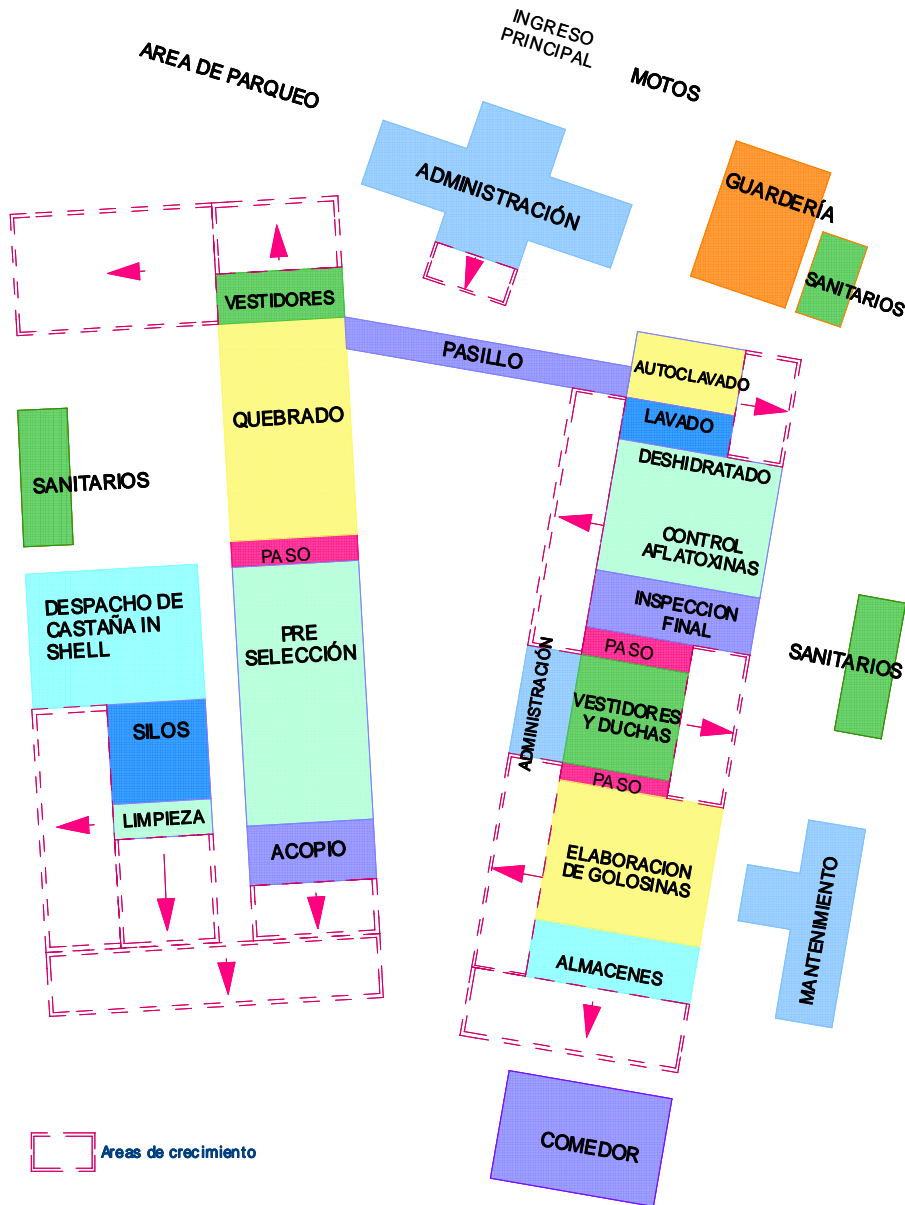 AREA DE PARQUEO
INGRESO
PRINCIPAL
MOTOS
ADMINISTRACIÓN
GUARDERÍA
SANITARIOS
VESTIDORES
PASILLO
AUTOCLAVADO
QUEBRADO
LAVADO
DESHIDRATADO
SANITARIOS
CONTROL
AFLATOXINAS
PASO
DESPACHO DE
CASTAÑA IN
SHELL
PRE
SELECCIÓN
INSPECCION
FINAL
PASO
SANITARIOS
ADMINISTRACIÓN
VESTIDORES
Y DUCHAS
SILOS
PASO
LIMPIEZA
ACOPIO
ELABORACION
DE GOLOSINAS
MANTENIMIENTO
ALMACENES
COMEDOR
Areas de crecimiento